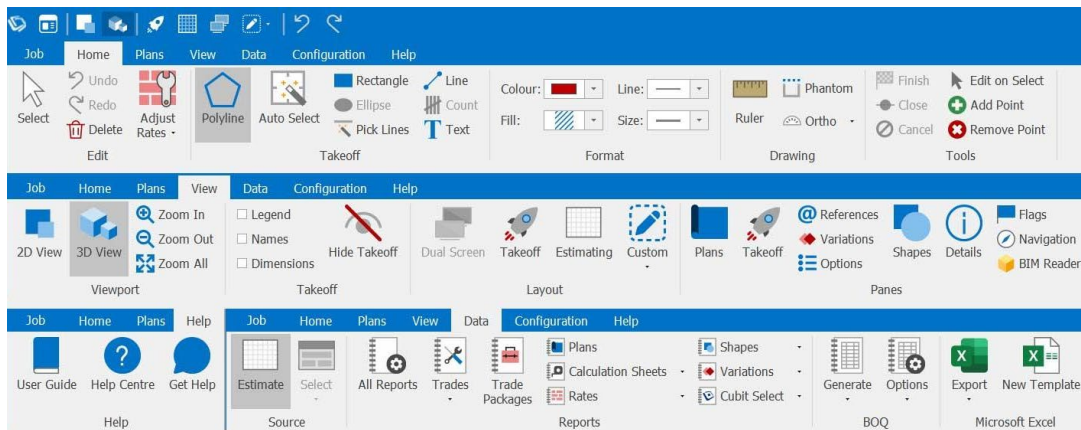 Job Home Plans View Data Configuration Help
Undo Rectangle Line Finish Edit on Select
Colour: Line: Phantom
Redo Ellipse Count Close Add Point
Select Adjust Polyline Auto Select Fill: Size: Ruler Ortho
Delete Rates Pick Lines Text Cancel Remove Point
Edit Takeoff Format Drawing Tools
Job Home Plans View Data Configuration Help
Zoom In Legend References Flags
2D View 3D View Zoom Out Names Hide Takeoff Dual Screen Takeoff Estimating Custom Plans Takeoff Variations Shapes Details Navigation
Zoom All Dimensions Options BIM Reader
Viewport Takeoff Layout Panes
Job Home Plans Help Job Home Plans View Data Configuration Help
Plans Shapes
User Guide Help Centre Get Help Estimate Select All Reports Trades Trade Calculation Sheets Variations Generate Options Export New Template
Packages Rates Cubit Select
Help Source Reports BOQ Microsoft Excel